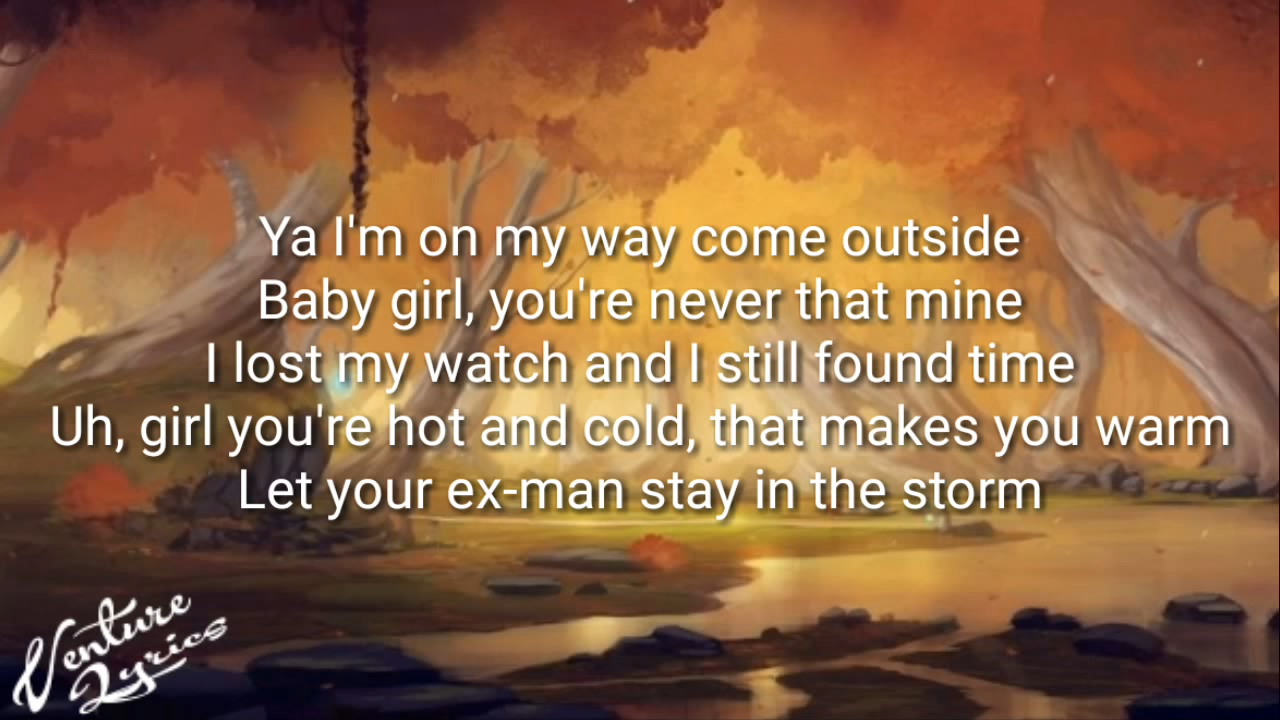 Ya I'm on my way come outside
Baby girl, you're never that mine
I lost my watch and I still found time
Uh, girl you're hot and cold, that makes you warm
Let your ex-man stay in the storm
Venture
Lyrics